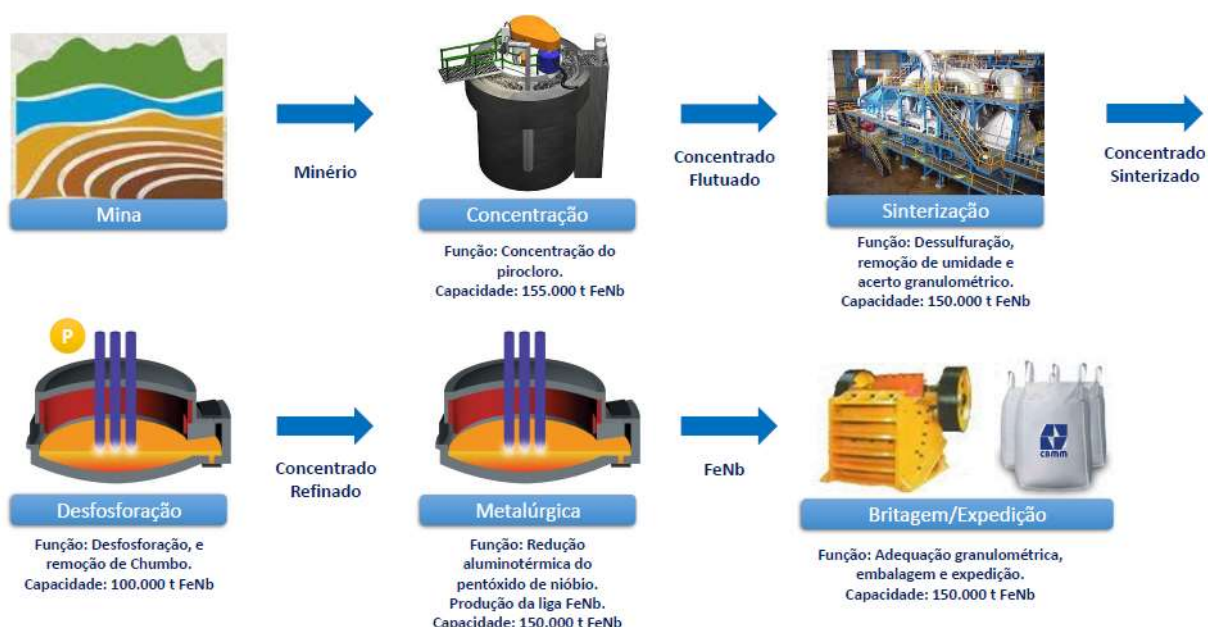 Mina
Minério
Concentração
Função: Concentração do
pirocloro.
Capacidade: 155.000 t FeNb
Concentrado
Flutuado
Sinterização
Função: Dessulfuração,
remoção de umidade e
acerto granulométrico.
Capacidade: 150.000 t FeNb
Concentrado
Sinterizado
P
Desfosforação
Função: Desfosforação, e
remoção de Chumbo.
Capacidade: 100.000 t FeNb
Concentrado
Refinado
Metalúrgica
Função: Redução
aluminotérmica do
pentóxido de nióbio.
Produção da liga FeNb.
Capacidade: 150.000 t FeNb
FeNb
CBMM
Britagem/Expedição
Função: Adequação granulométrica,
embalagem e expedição.
Capacidade: 150.000 t FeNb